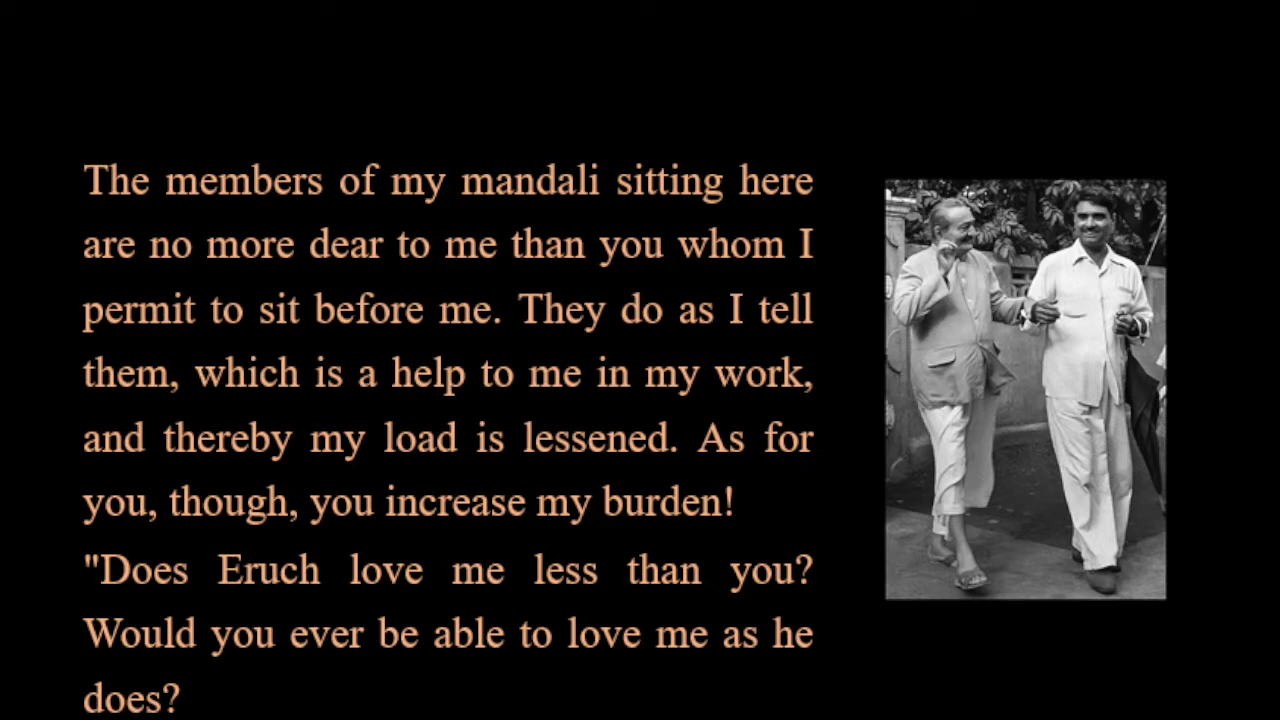 The members of my mandali sitting here
are no more dear to me than you whom I
permit to sit before me. They do as I tell
them, which is a help to me in my work,
and thereby my load is lessened. As for
you, though, you increase my burden!
"Does Eruch love me less than you?
Would you ever be able to love me as he
does?